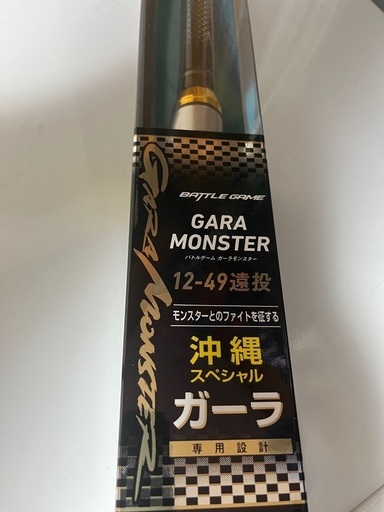 GARA MONSTER
BATTLE GAME
GARA
MONSTER
バトルゲーム ガーラモンスター
12-49遠投
モンスターとのファイトを征する
沖縄
スペシャル
ガーラ
専用設計